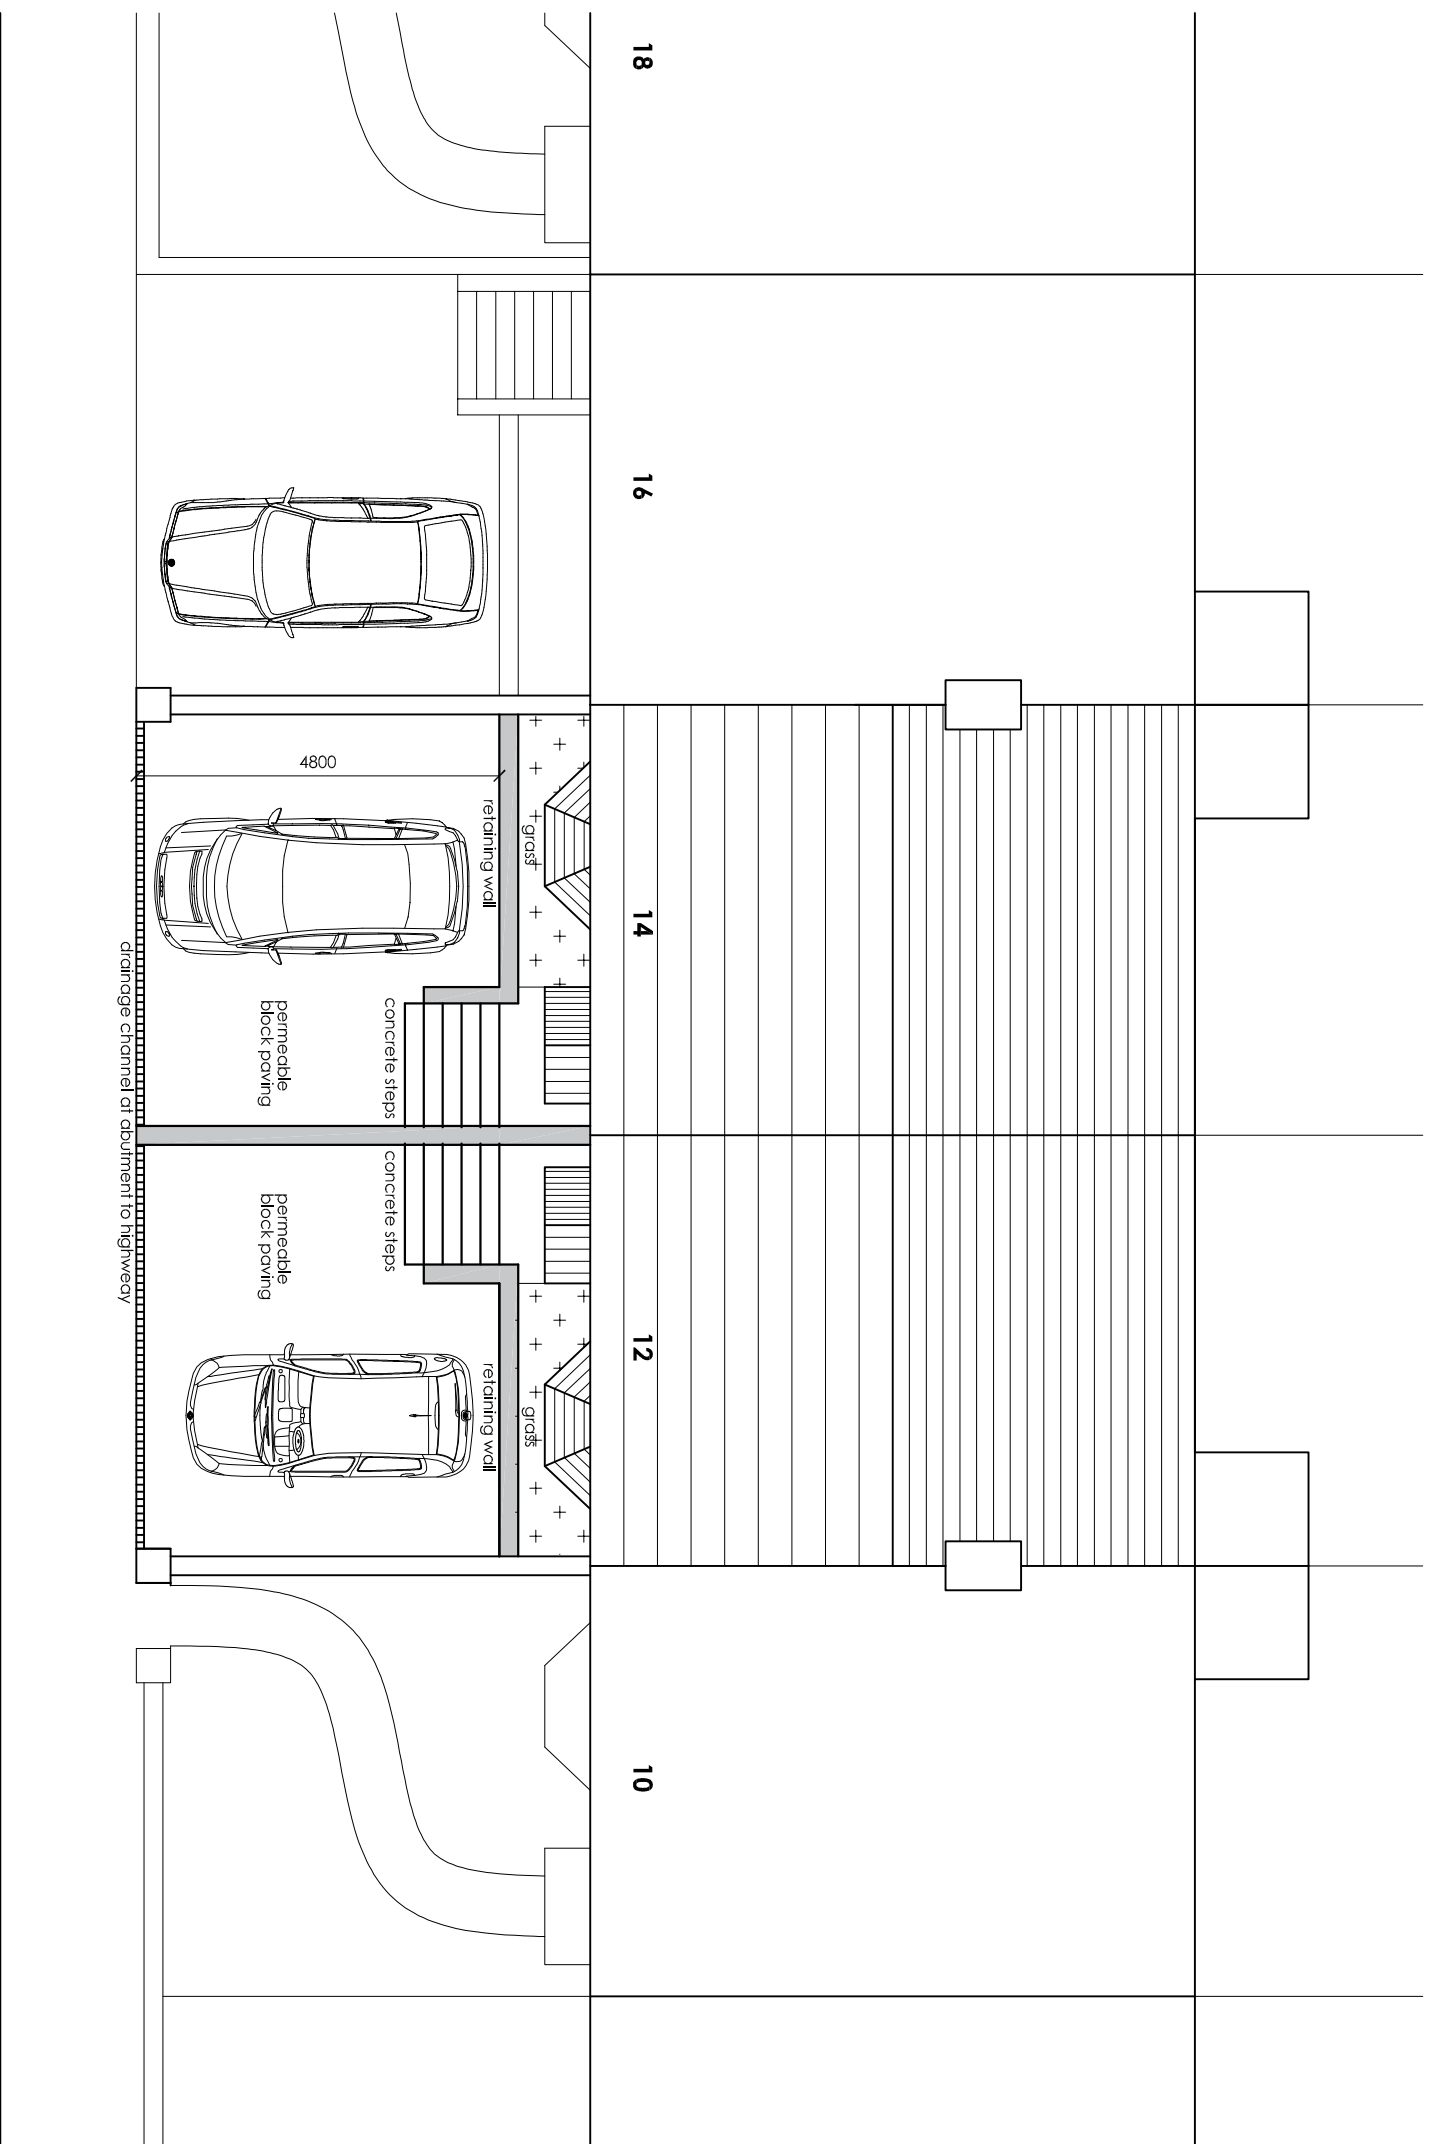 18
16
14
12
10
4800
retaining wall
grass
concrete steps
permeable
block paving
concrete steps
permeable
block paving
retaining wall
grass
drainage channel at abutment to highweay